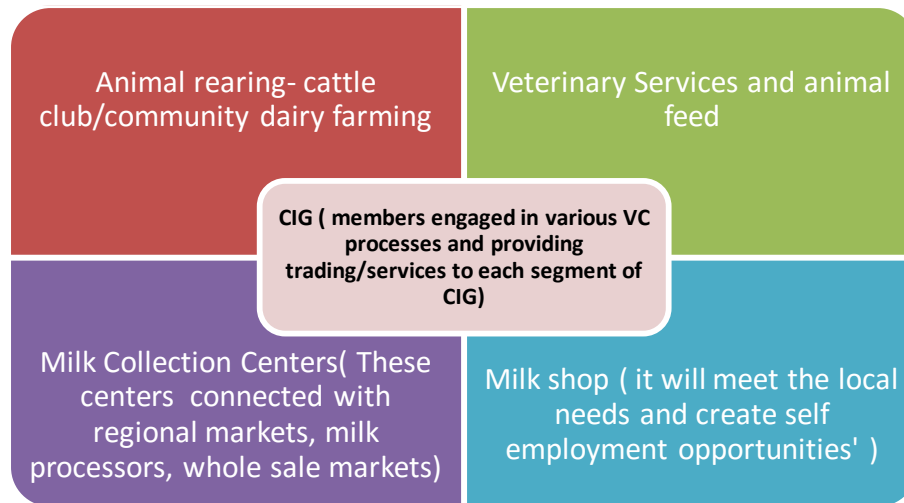 Animal rearing- cattle
club/community dairy farming
Veterinary Services and animal
feed
CIG ( members engaged in various VC
processes and providing
trading/services to each segment of
CIG)
Milk Collection Centers( These
centers connected with
regional markets, milk
processors, whole sale markets)
Milk shop ( it will meet the local
needs and create self
employment opportunities' )